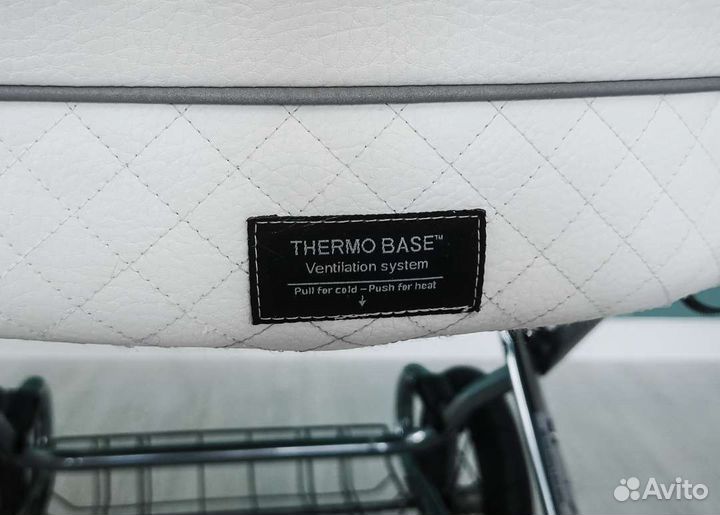 THERMO BASE™
Ventilation system
Pull for cold – Push for heat
↓
Avito